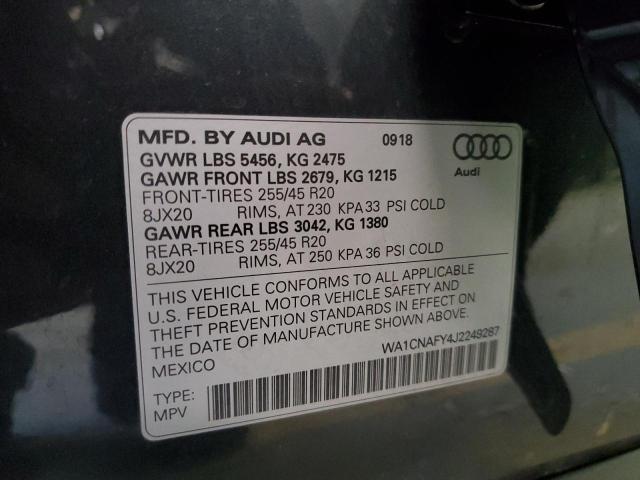 MFD. BY AUDI AG 0918
GVWR LBS 5456, KG 2475
GAWR FRONT LBS 2679, KG 1215
FRONT-TIRES 255/45 R20
8JX20 RIMS, AT 230 KPA 33 PSI COLD
GAWR REAR LBS 3042, KG 1380
REAR-TIRES 255/45 R20
8JX20 RIMS, AT 250 KPA 36 PSI COLD
Audi
THIS VEHICLE CONFORMS TO ALL APPLICABLE
U.S. FEDERAL MOTOR VEHICLE SAFETY AND
THEFT PREVENTION STANDARDS IN EFFECT ON
THE DATE OF MANUFACTURE SHOWN ABOVE.
MEXICO WA1CNAFY4J2249287
TYPE:
MPV